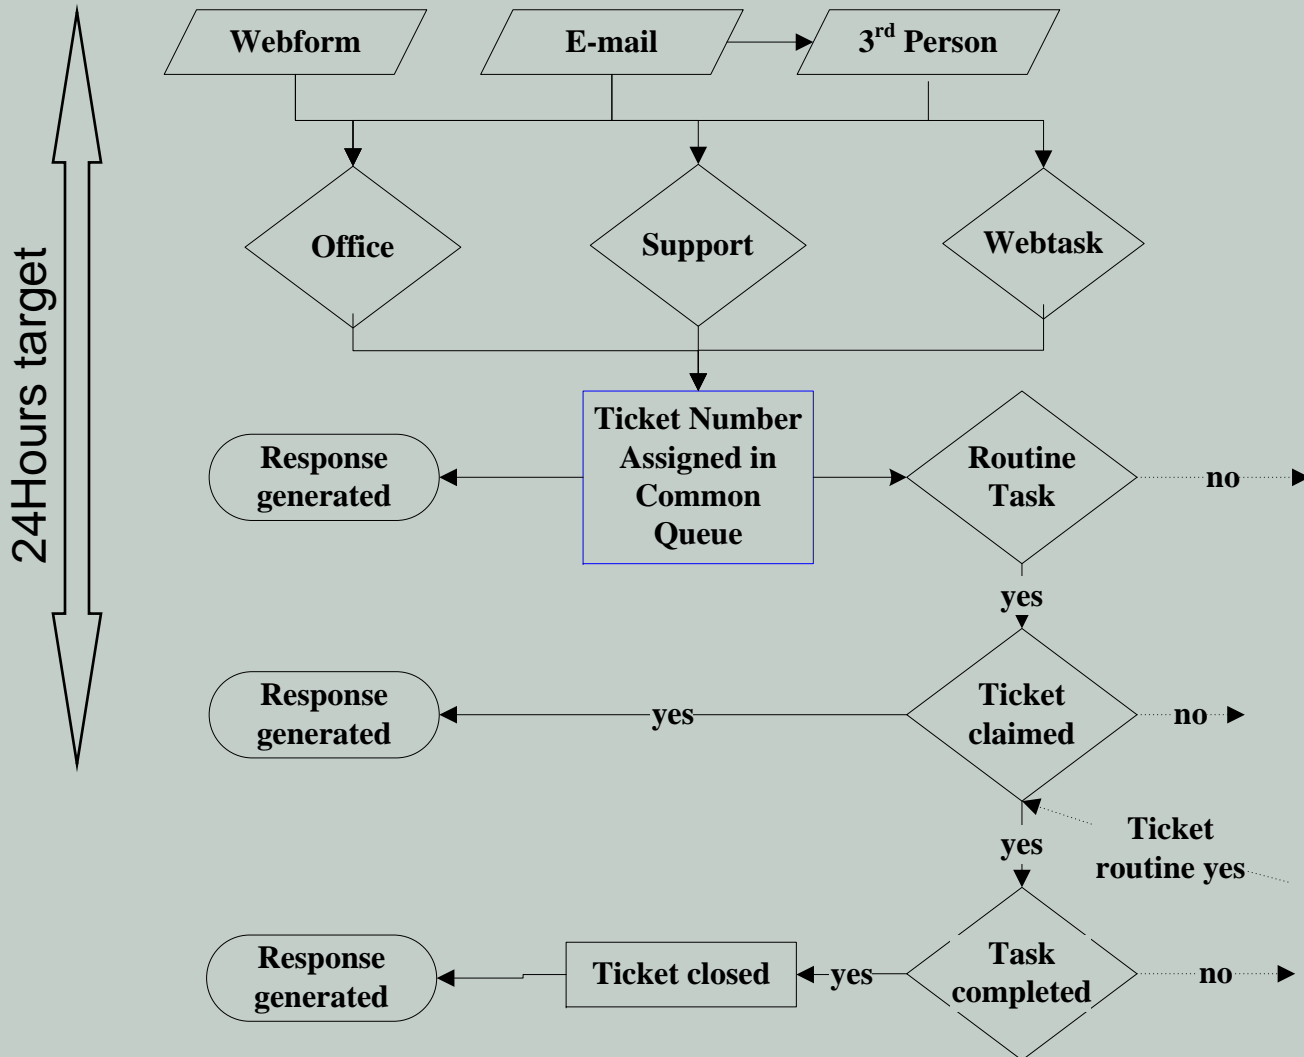 Webform
E-mail
3rd Person
Office
Support
Webtask
24Hours target
Ticket Number
Assigned in
Common
Queue
Response
generated
Routine
Task
no
yes
Response
generated
yes
Ticket
claimed
no
yes
Ticket
routine yes
Response
generated
Ticket closed
yes
Task
completed
no